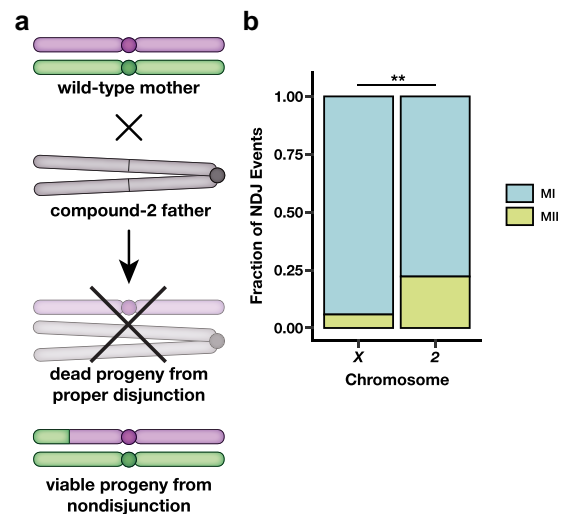 a
wild-type mother
compound-2 father
dead progeny from
proper disjunction
viable progeny from
nondisjunction
b
**
1.00
0.75
0.50
0.25
0.00
Fraction of NDJ Events
X
2
Chromosome
MI
MII